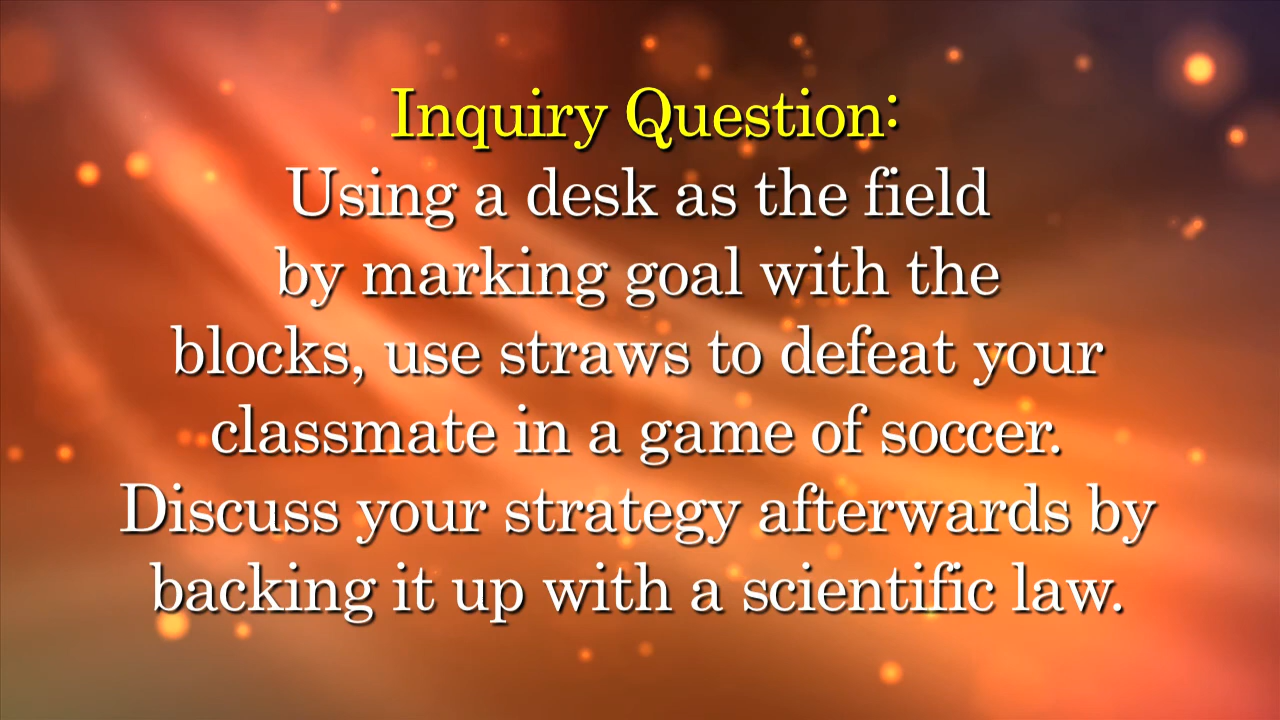 Inquiry Question:
Using a desk as the field
by marking goal with the
blocks, use straws to defeat your
classmate in a game of soccer.
Discuss your strategy afterwards by
backing it up with a scientific law.